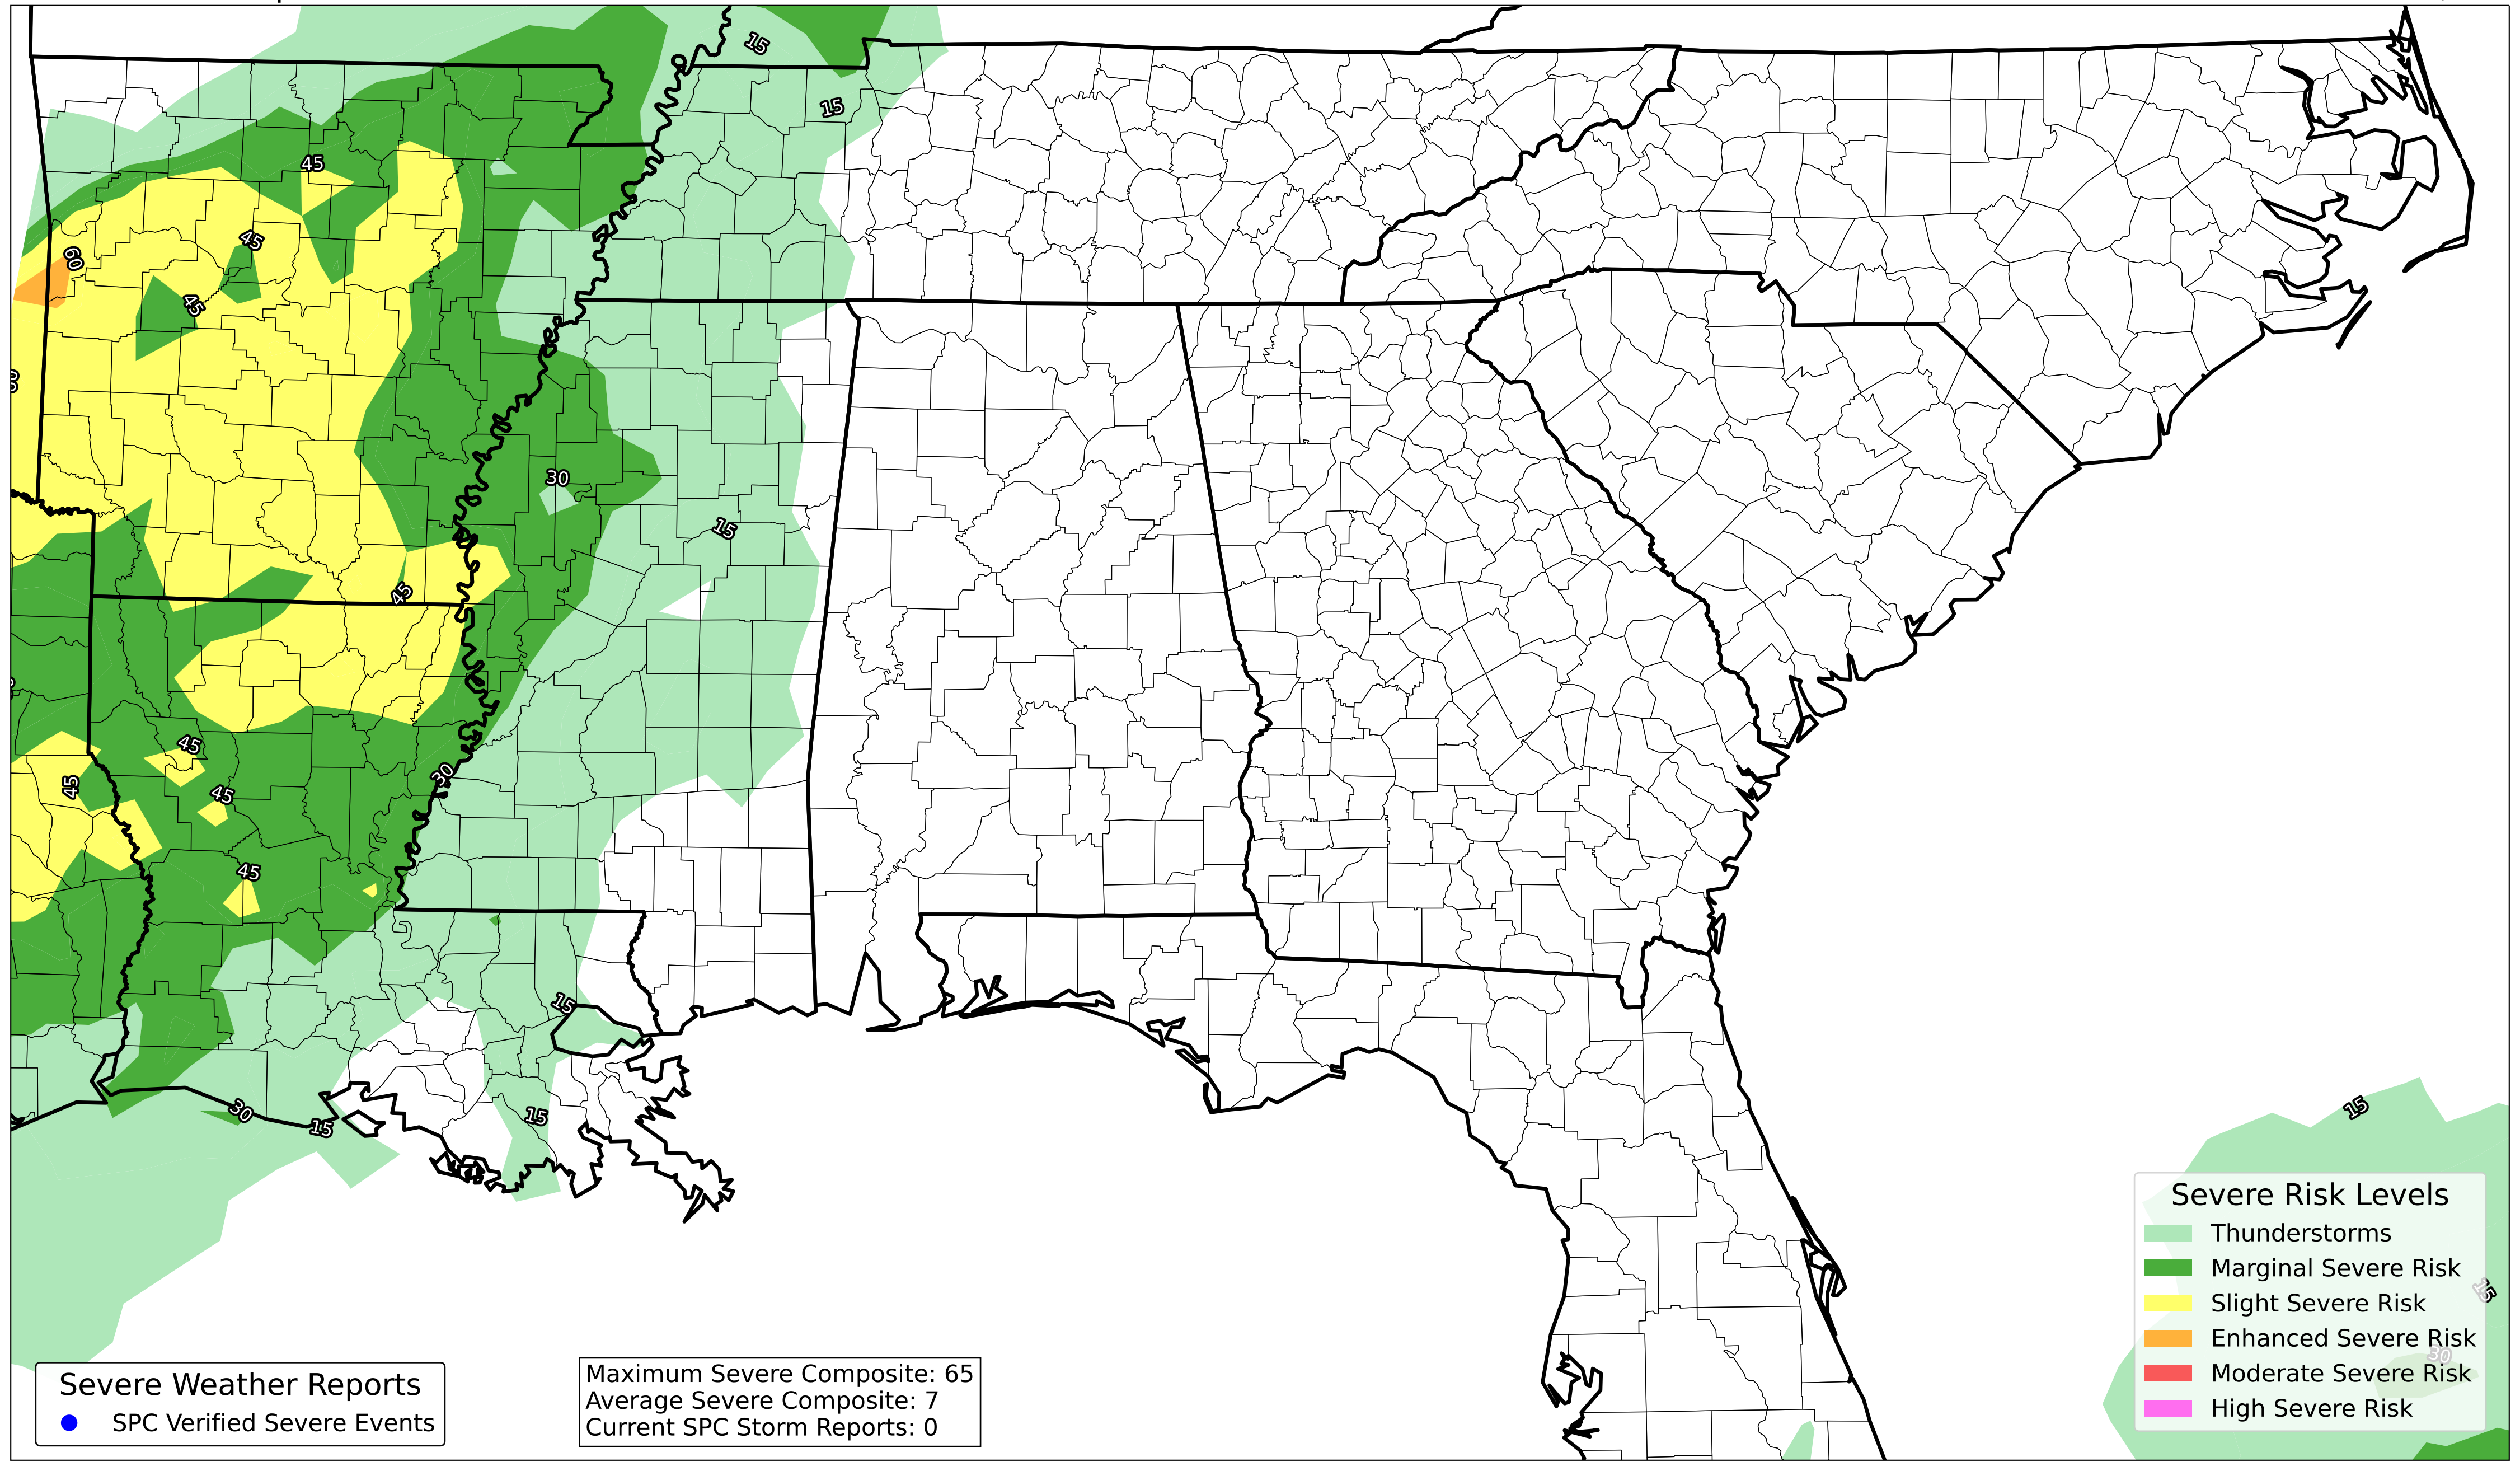 15
15
45
45
60
45
30
15
45
45
45
45
30
45
15
30
15
15
15
15
30
Severe Risk Levels
Thunderstorms
Marginal Severe Risk
Slight Severe Risk
Enhanced Severe Risk
Moderate Severe Risk
High Severe Risk
Severe Weather Reports
SPC Verified Severe Events
Maximum Severe Composite: 65
Average Severe Composite: 7
Current SPC Storm Reports: 0